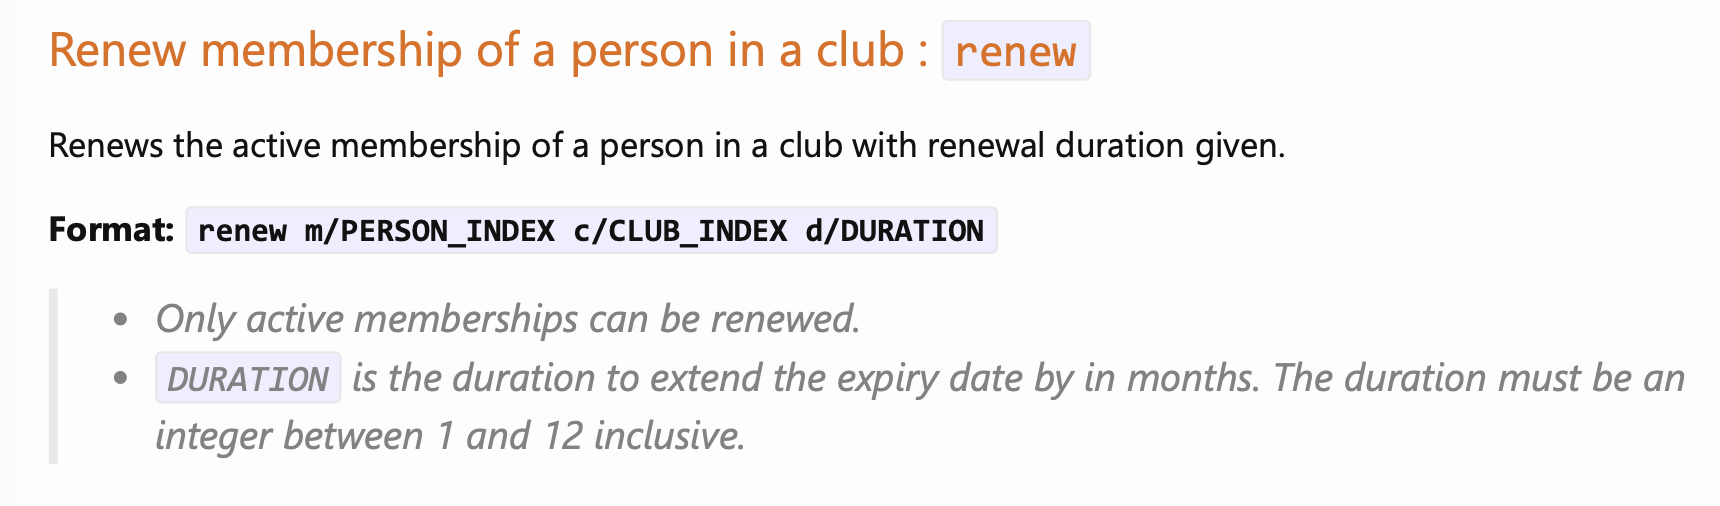 Renew membership of a person in a club : renew
Renews the active membership of a person in a club with renewal duration given.
Format: renew m/PERSON_INDEX c/CLUB_INDEX d/DURATION
• Only active memberships can be renewed.
• DURATION is the duration to extend the expiry date by in months. The duration must be an
integer between 1 and 12 inclusive.